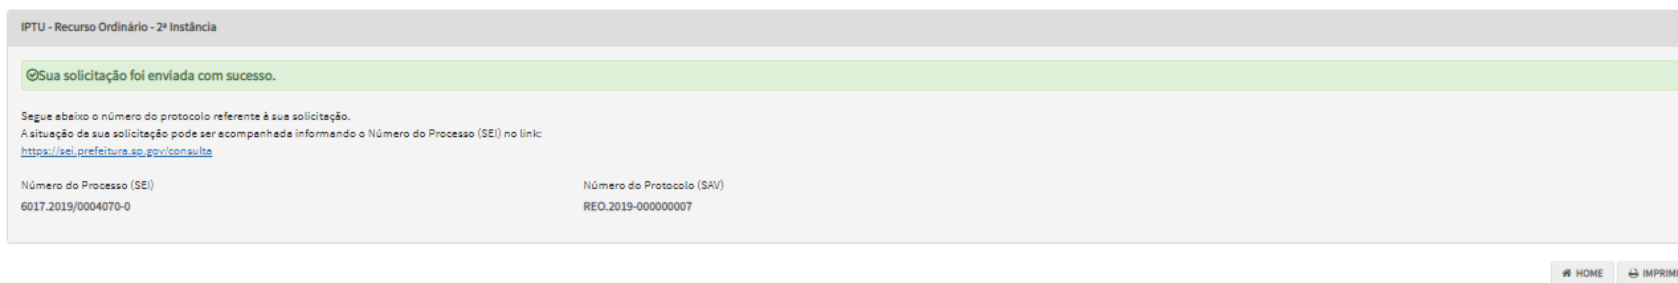 IPTU - Recurso Ordinário - 2ª Instância
Sua solicitação foi enviada com sucesso.
Segue abaixo o número do protocolo referente à sua solicitação.
A situação da sua solicitação pode ser acompanhada informando o Número do Processo (SEI) no link:
https://sei.prefeitura.sp.gov/consulta
Número do Processo (SEI) Número do Protocolo (SAV)
6017.2019/0004070-0 REO.2019-000000007
HOME IMPRIMI